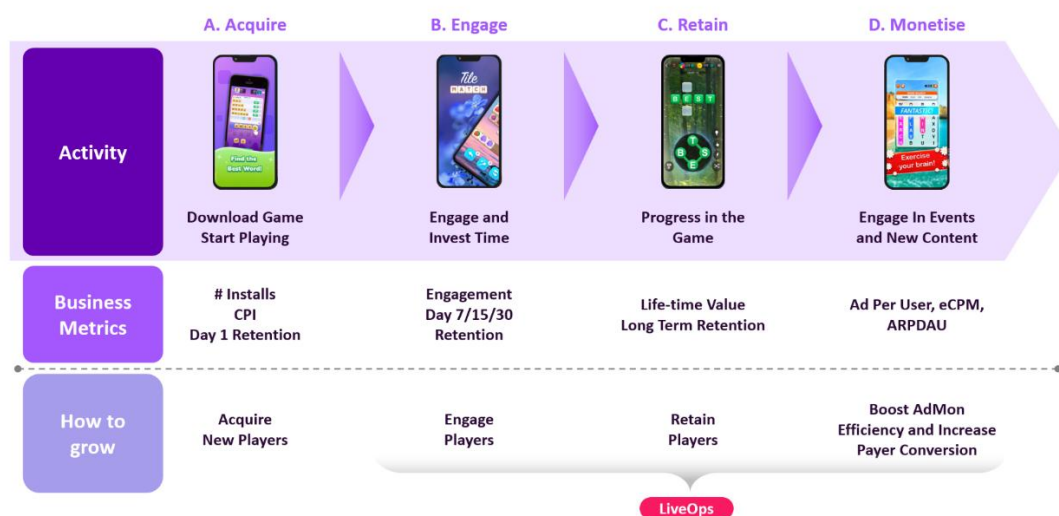 A. Acquire
B. Engage
C. Retain
D. Monetise
Activity
Find the
Best Word!
Tile
MATCH
BEST
T
B
S
E
FANTASTIC!
Exercise
your brain!
Download Game
Start Playing
Engage and
Invest Time
Progress in the
Game
Engage In Events
and New Content
Business
Metrics
# Installs
CPI
Day 1 Retention
Engagement
Day 7/15/30
Retention
Life-time Value
Long Term Retention
Ad Per User, eCPM,
ARPDAU
How to
grow
Acquire
New Players
Engage
Players
Retain
Players
Boost AdMon
Efficiency and Increase
Payer Conversion
LiveOps